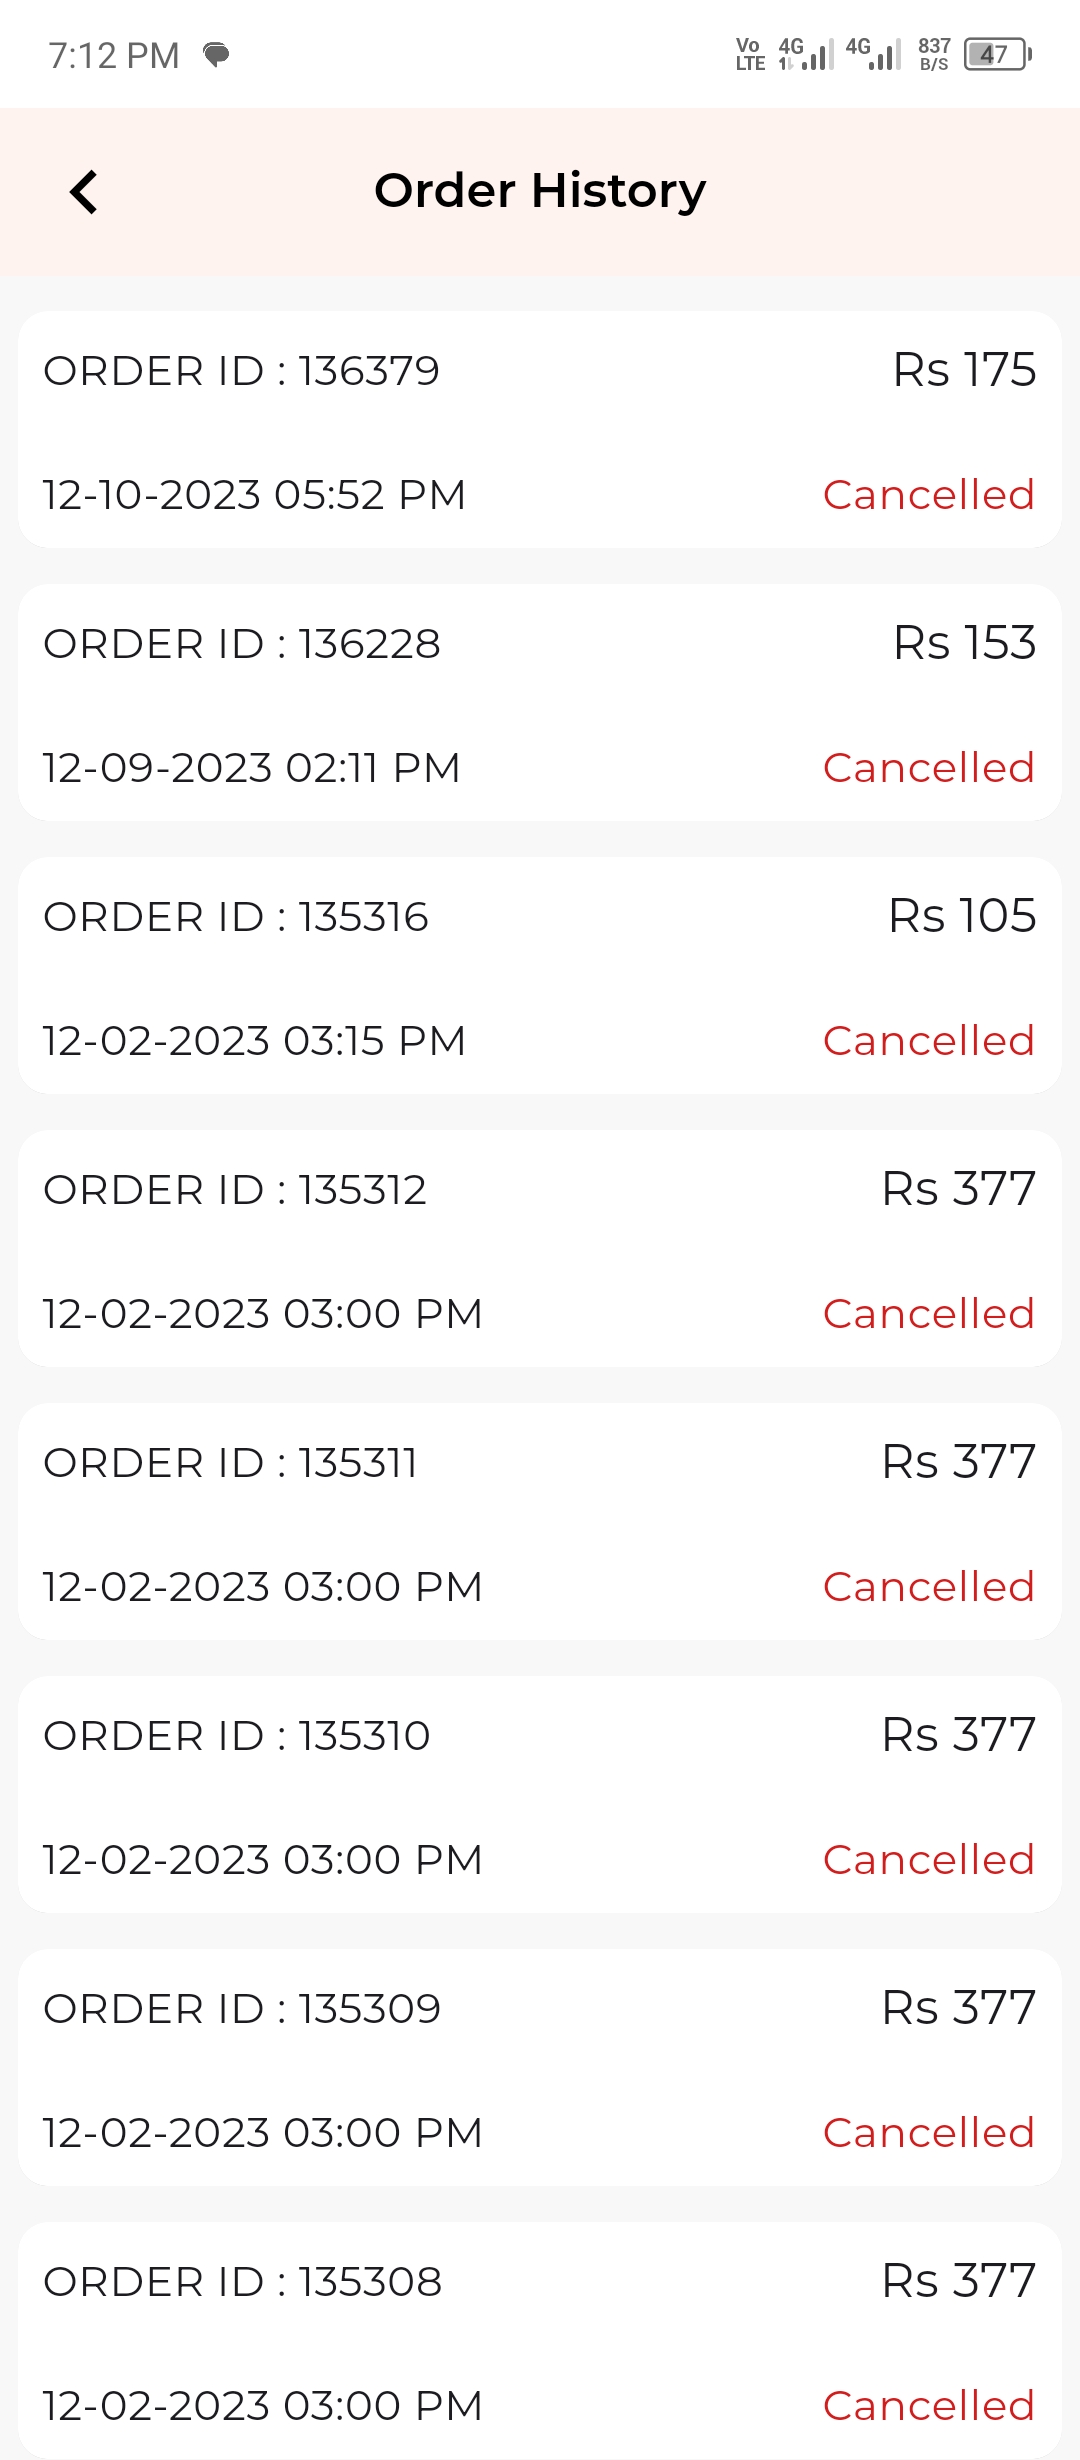 7:12 PM Vo LTE 4G 4G 837 B/S 47
Order History
ORDER ID : 136379 Rs 175
12-10-2023 05:52 PM Cancelled
ORDER ID : 136228 Rs 153
12-09-2023 02:11 PM Cancelled
ORDER ID : 135316 Rs 105
12-02-2023 03:15 PM Cancelled
ORDER ID : 135312 Rs 377
12-02-2023 03:00 PM Cancelled
ORDER ID : 135311 Rs 377
12-02-2023 03:00 PM Cancelled
ORDER ID : 135310 Rs 377
12-02-2023 03:00 PM Cancelled
ORDER ID : 135309 Rs 377
12-02-2023 03:00 PM Cancelled
ORDER ID : 135308 Rs 377
12-02-2023 03:00 PM Cancelled